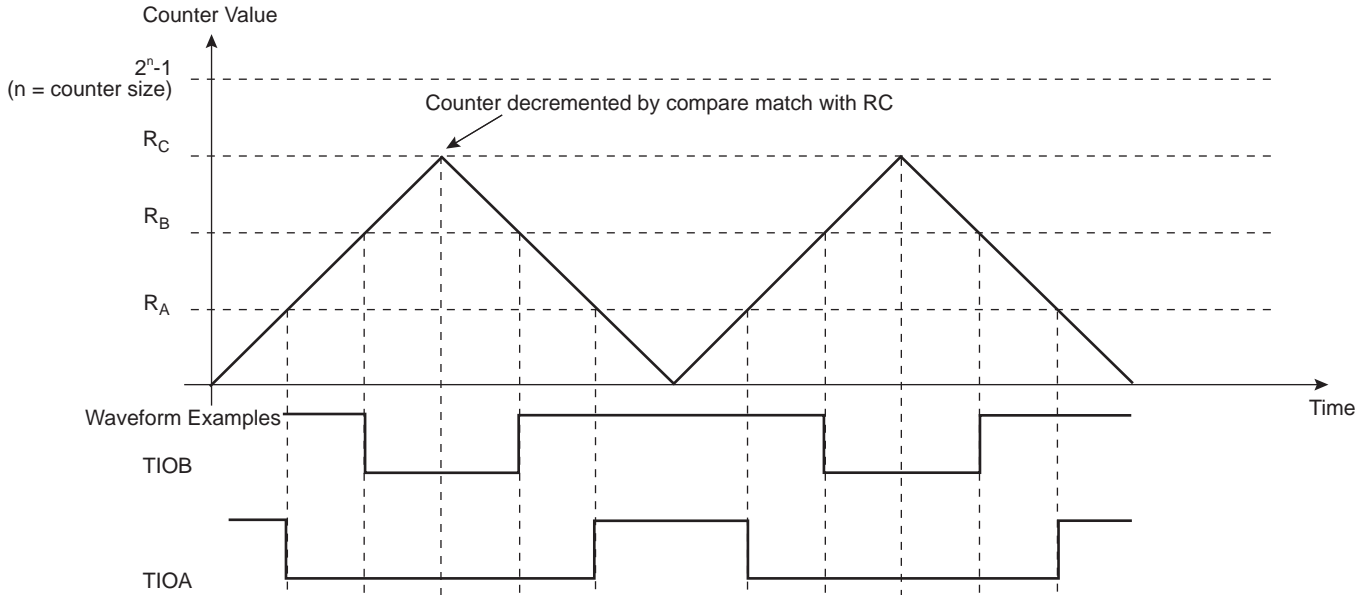 Counter Value
2ⁿ-1
(n = counter size)
Counter decremented by compare match with RC
R_C
R_B
R_A
Time
Waveform Examples
TIOB
TIOA